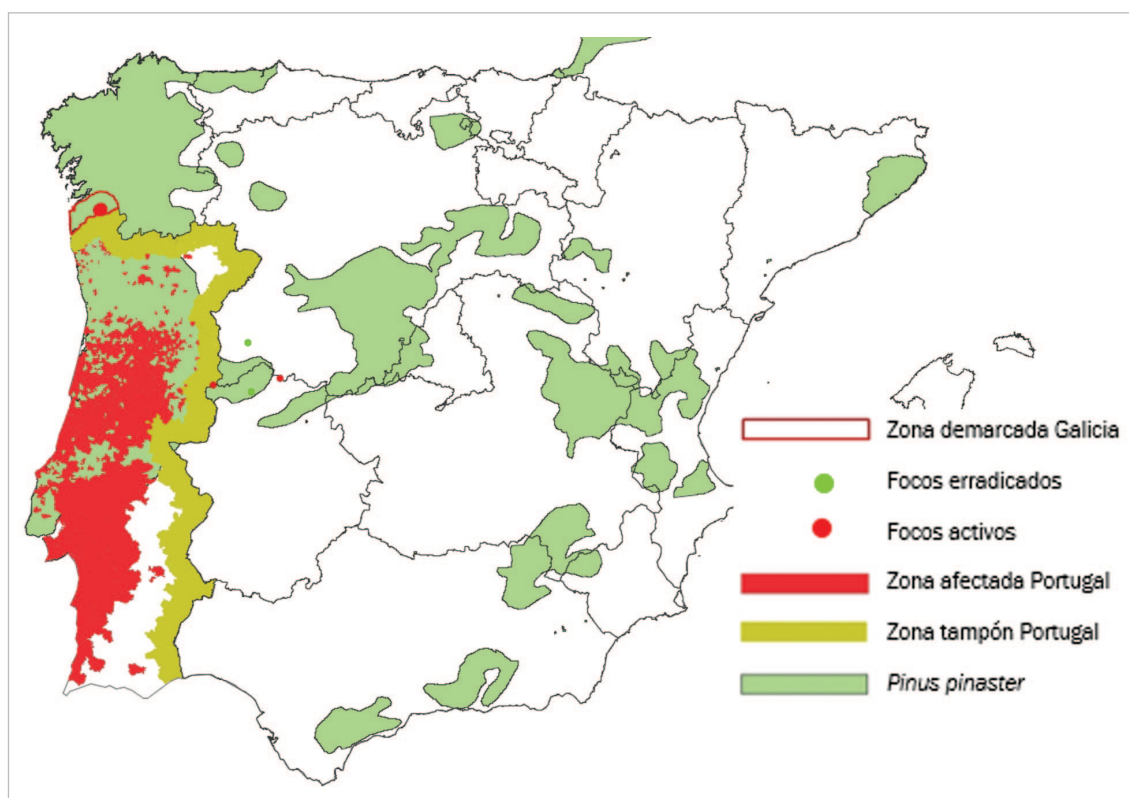 Zona demarcada Galicia
Focos erradicados
Focos activos
Zona afectada Portugal
Zona tampón Portugal
Pinus pinaster